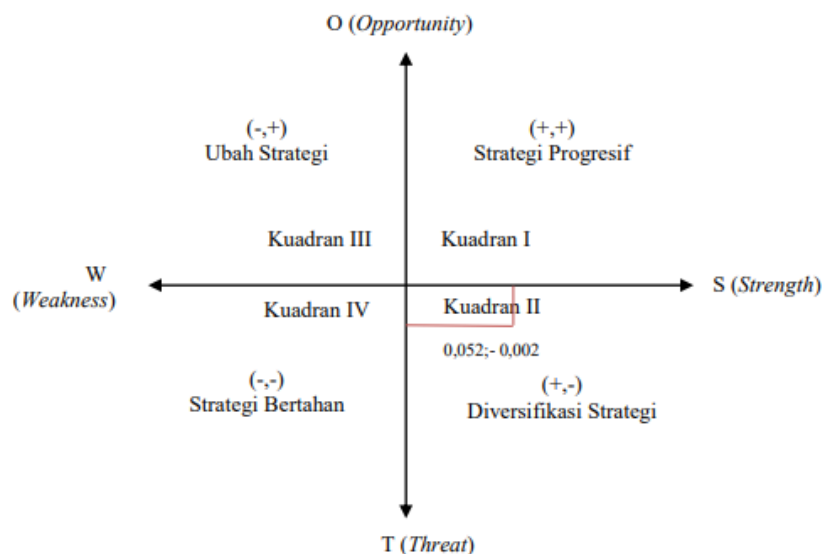 O (Opportunity)
(-,+)
Ubah Strategi
(+,+)
Strategi Progresif
Kuadran III
Kuadran I
W
(Weakness)
S (Strength)
Kuadran IV
Kuadran II
0,052;- 0,002
(-,-)
Strategi Bertahan
(+,-)
Diversifikasi Strategi
T (Threat)